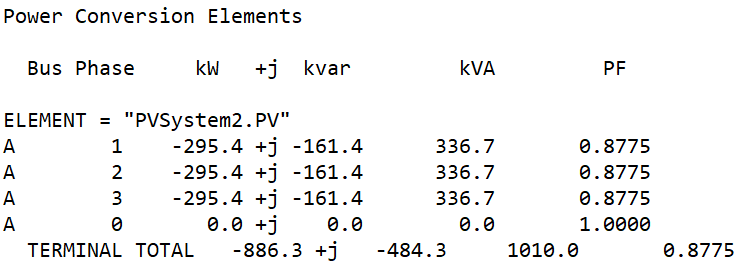 Power Conversion Elements
Bus Phase kW +j kvar kVA PF
ELEMENT = "PVSystem2.PV"
A 1 -295.4 +j -161.4 336.7 0.8775
A 2 -295.4 +j -161.4 336.7 0.8775
A 3 -295.4 +j -161.4 336.7 0.8775
A 0 0.0 +j 0.0 0.0 1.0000
TERMINAL TOTAL -886.3 +j -484.3 1010.0 0.8775